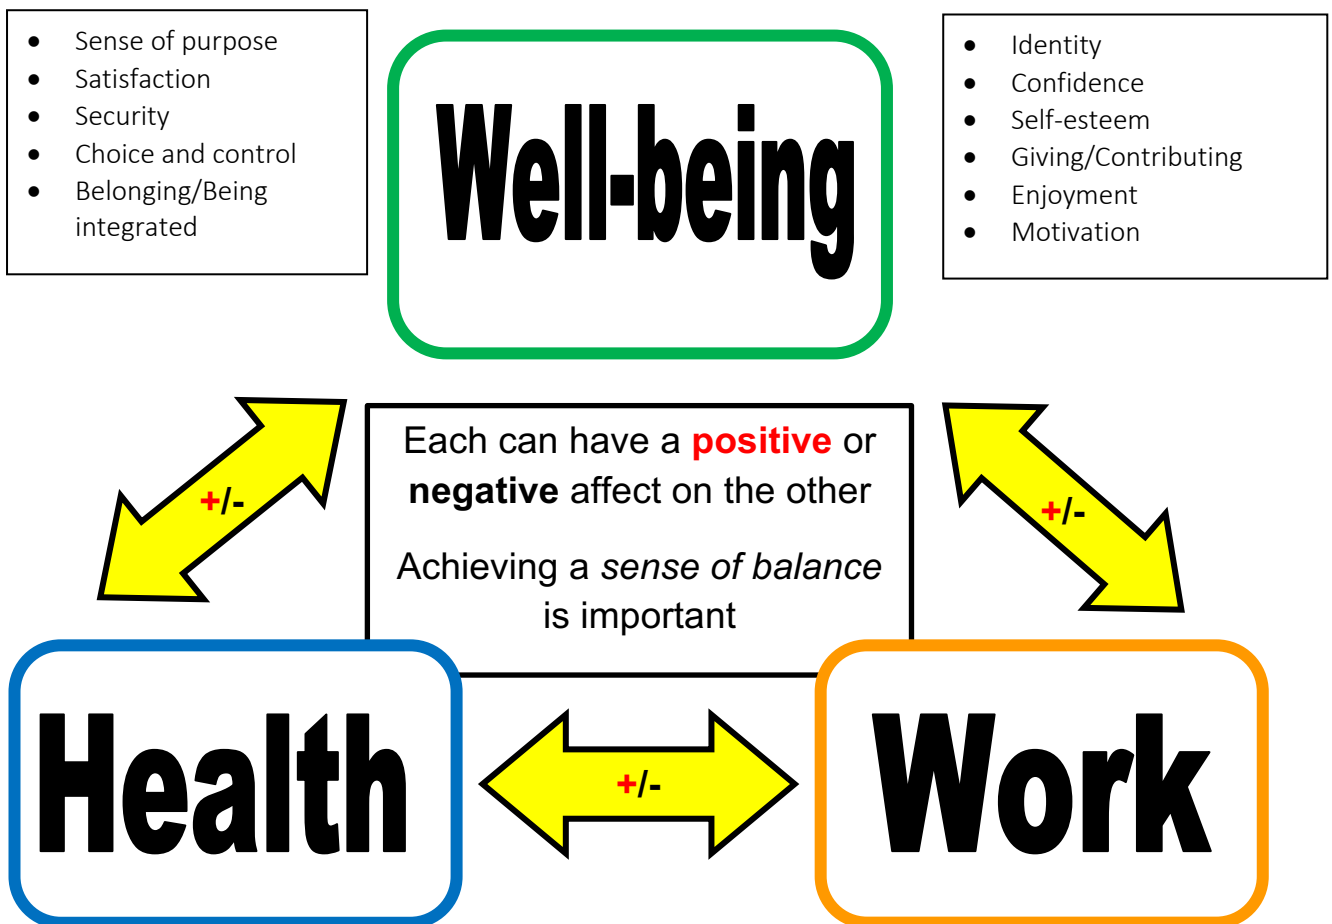 • Sense of purpose
• Satisfaction
• Security
• Choice and control
• Belonging/Being
integrated
Well-being
• Identity
• Confidence
• Self-esteem
• Giving/Contributing
• Enjoyment
• Motivation
Each can have a positive or
negative affect on the other
Achieving a sense of balance
is important
+/-
+/-
Health
+/-
Work